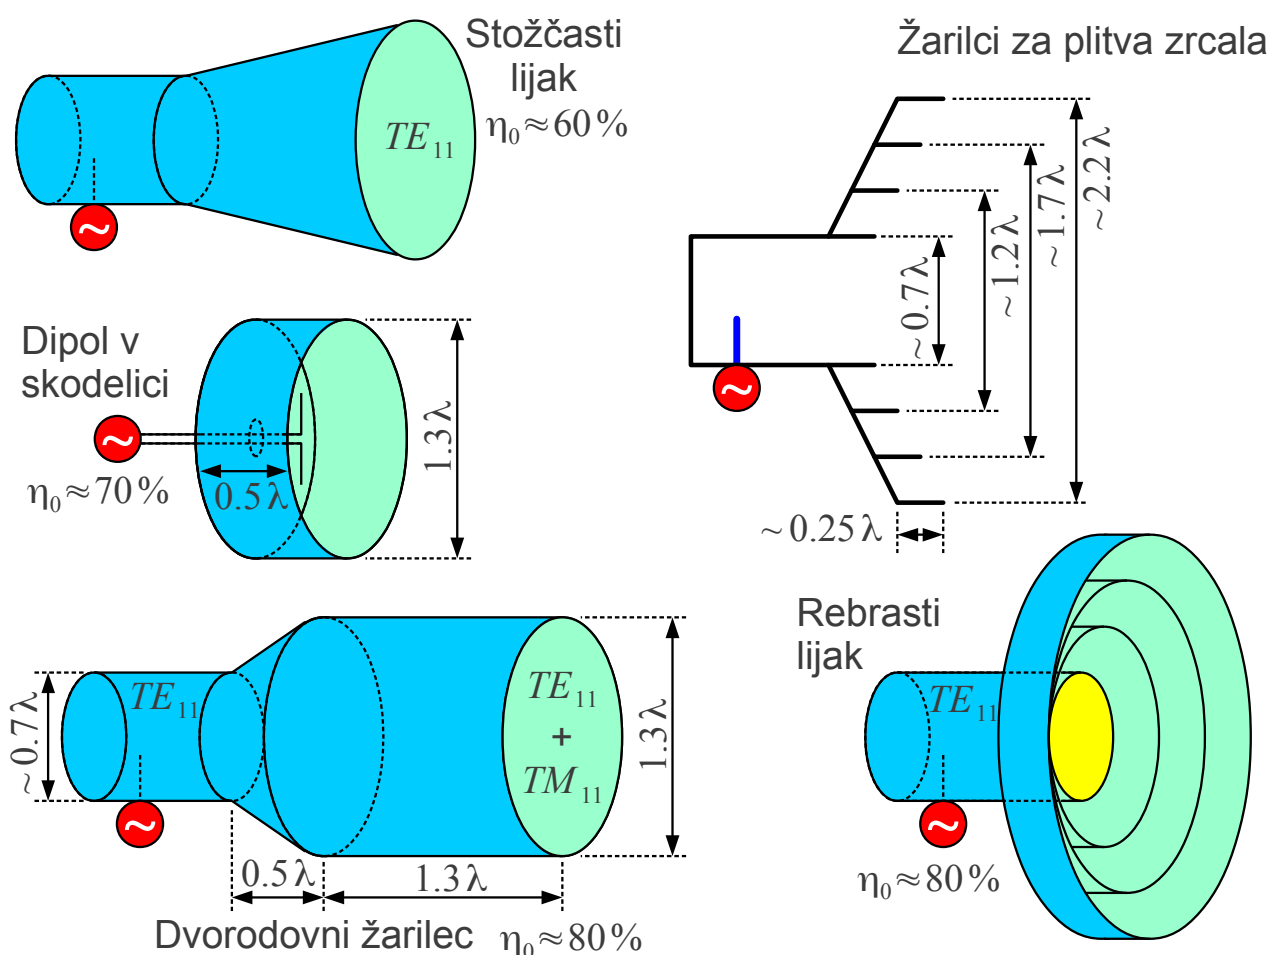 Stožčasti
lijak
η₀≈60%
TE₁₁
~
Žarilci za plitva zrcala
~0.7λ
~1.2λ
~1.7λ
~2.2λ
~
~0.25λ
Dipol v
skodelici
~
η₀≈70%
0.5λ
1.3λ
~0.7λ
TE₁₁
~
TE₁₁
+
TM₁₁
1.3λ
0.5λ
1.3λ
Dvorodovni žarilec η₀≈80%
Rebrasti
lijak
TE₁₁
~
η₀≈80%